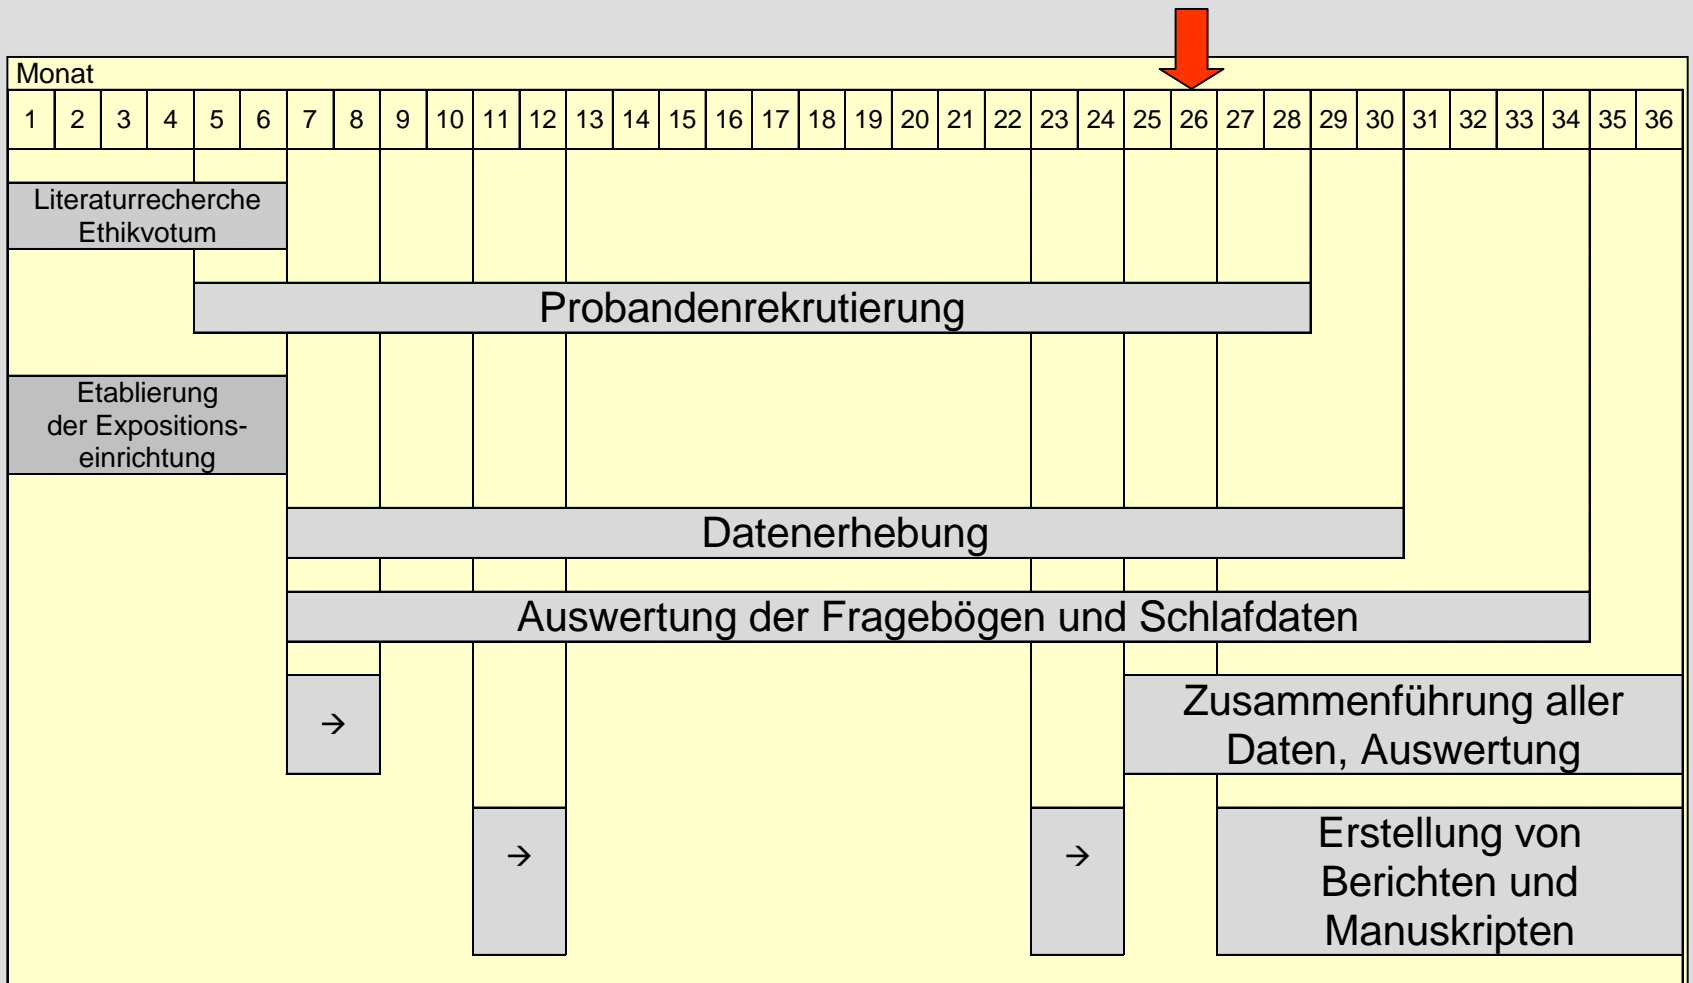 Monat
1 2 3 4 5 6 7 8 9 10 11 12 13 14 15 16 17 18 19 20 21 22 23 24 25 26 27 28 29 30 31 32 33 34 35 36
Literaturrecherche
Ethikvotum
Probandenrekrutierung
Etablierung
der Expositions-
einrichtung
Datenerhebung
Auswertung der Fragebögen und Schlafdaten
→
Zusammenführung aller
Daten, Auswertung
→
→
Erstellung von
Berichten und
Manuskripten